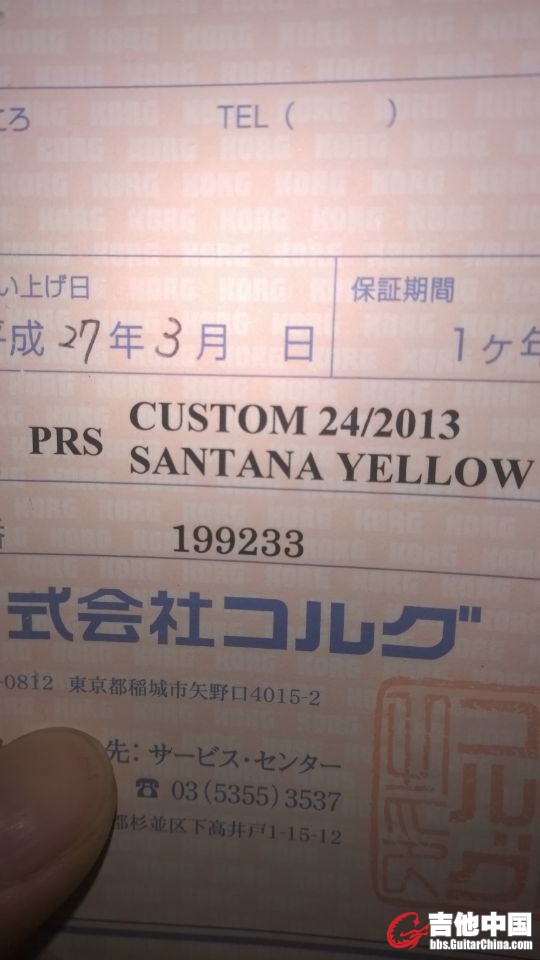 ころ TEL ( )
い上げ日 保証期間
平成 27年 3月 日 1ヶ年
PRS CUSTOM 24/2013
SANTANA YELLOW
199233
式会社コルグ
-0812 東京都稲城市矢野口4015-2
先: サービス・センター
☎ 03(5355)3537
都杉並区下高井戸1-15-12
吉他中国
bbs.GuitarChina.com